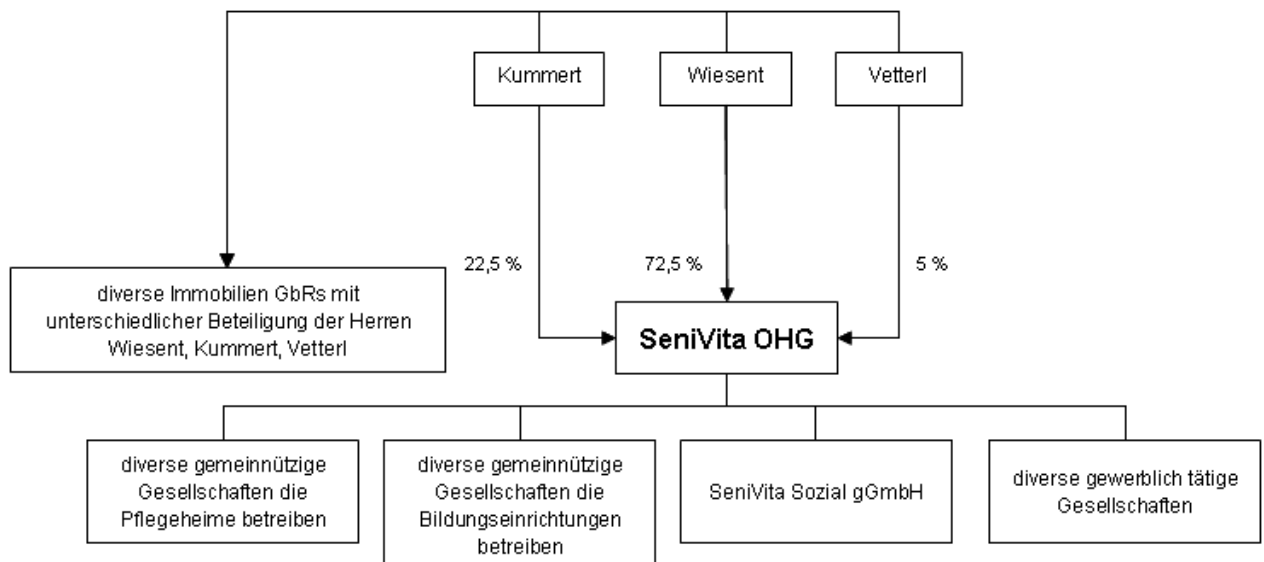 Kummert
Wiesent
Vetterl
22,5 %
72,5 %
5 %
diverse Immobilien GbRs mit
unterschiedlicher Beteiligung der Herren
Wiesent, Kummert, Vetterl
SeniVita OHG
diverse gemeinnützige
Gesellschaften die
Pflegeheime betreiben
diverse gemeinnützige
Gesellschaften die
Bildungseinrichtungen
betreiben
SeniVita Sozial gGmbH
diverse gewerblich tätige
Gesellschaften